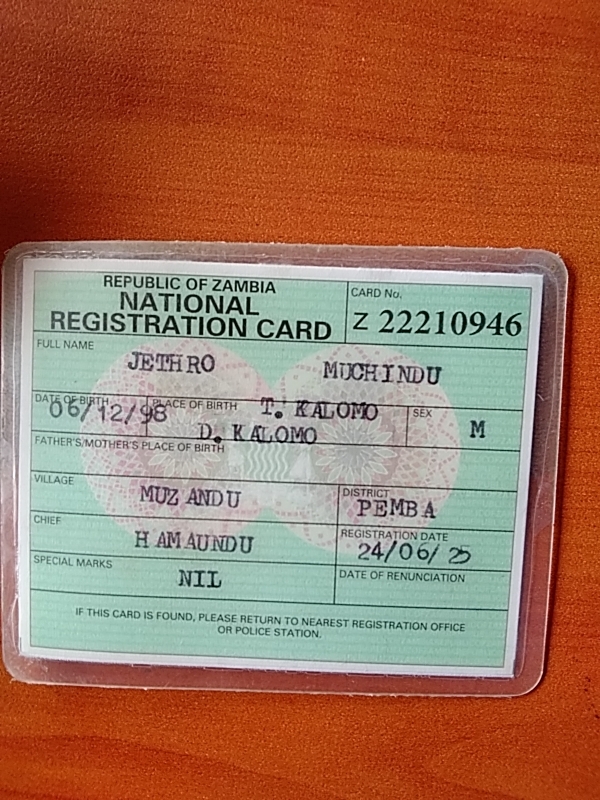 REPUBLIC OF ZAMBIA
NATIONAL
REGISTRATION CARD
CARD No.
Z 22210946
FULL NAME
JETHRO MUCHINDU
DATE OF BIRTH
06/12/98
PLACE OF BIRTH
T. KALOMO
D. KALOMO
SEX
M
FATHER'S/MOTHER'S PLACE OF BIRTH
VILLAGE
MUZANDU
DISTRICT
PEMBA
CHIEF
HAMAUNDU
REGISTRATION DATE
24/06/25
SPECIAL MARKS
NIL
DATE OF RENUNCIATION
IF THIS CARD IS FOUND, PLEASE RETURN TO NEAREST REGISTRATION OFFICE
OR POLICE STATION.